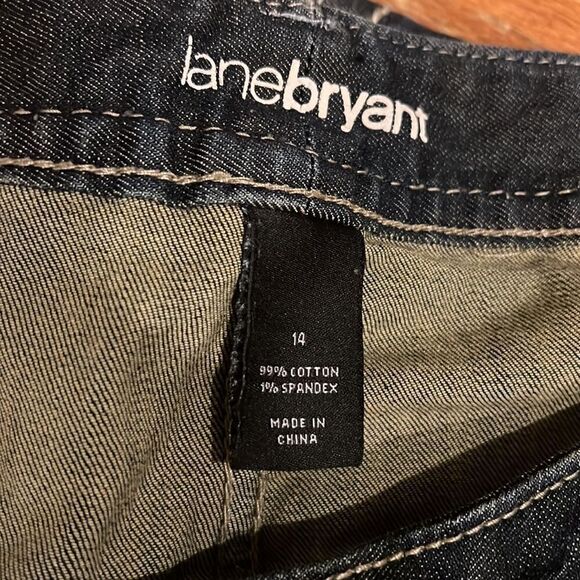 lanebryant
14
99% COTTON
1% SPANDEX
MADE IN
CHINA